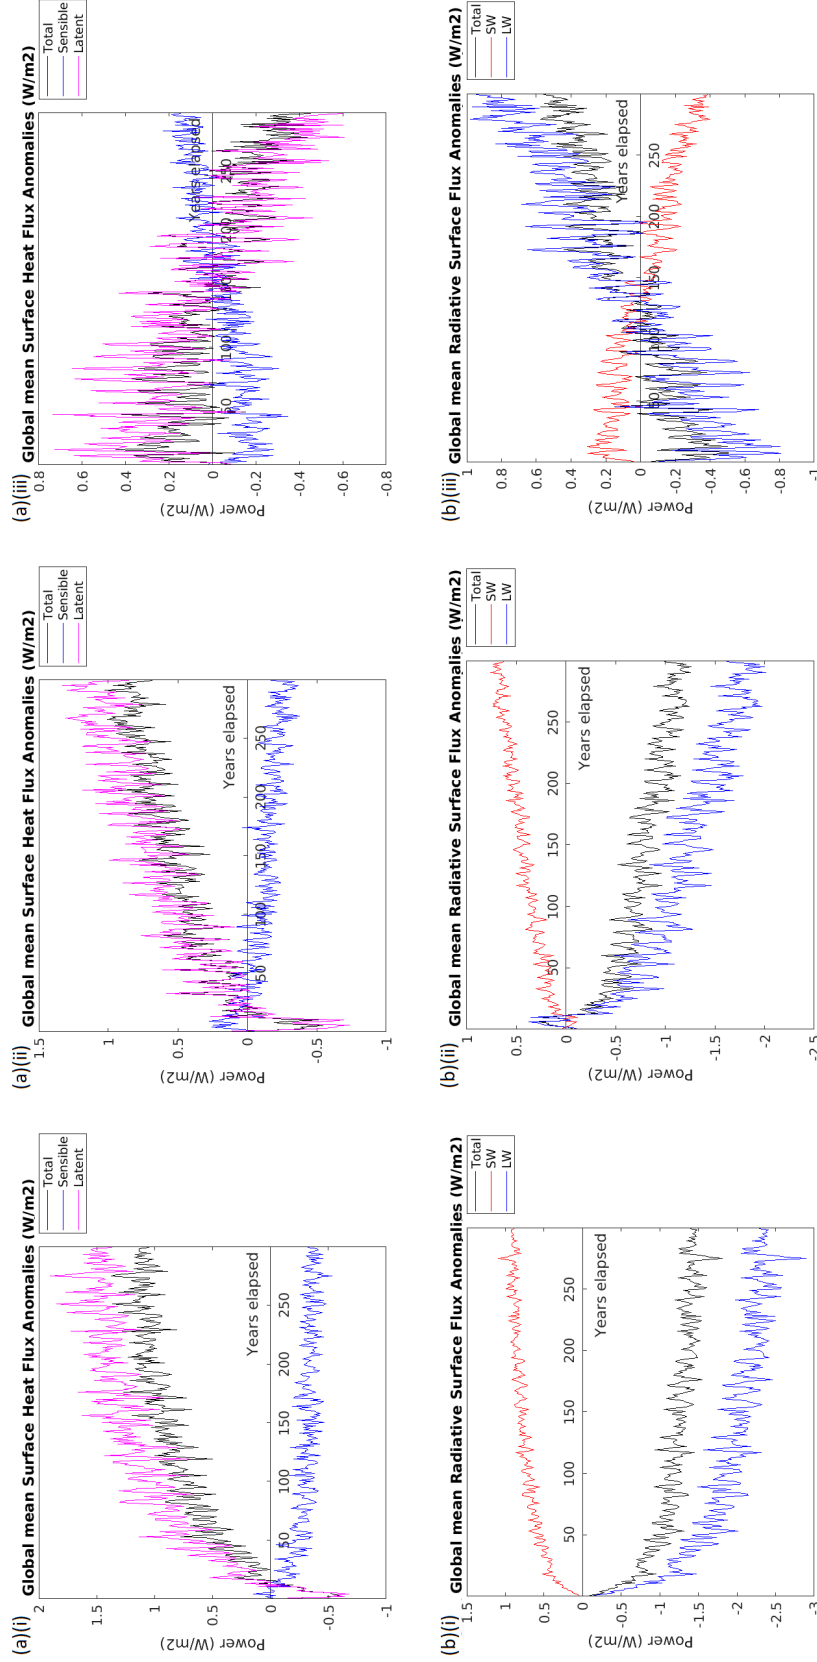 (a)(i)
Global mean Surface Heat Flux Anomalies (W/m2)
Total
Sensible
Latent
Power (W/m2)
2
1.5
1
0.5
0
-0.5
-1
50 100 150 200 250
Years elapsed
(a)(ii)
Global mean Surface Heat Flux Anomalies (W/m2)
Total
Sensible
Latent
Power (W/m2)
1.5
1
0.5
0
-0.5
-1
50 100 150 200 250
Years elapsed
(a)(iii)
Global mean Surface Heat Flux Anomalies (W/m2)
Total
Sensible
Latent
Power (W/m2)
0.8
0.6
0.4
0.2
0
-0.2
-0.4
-0.6
-0.8
50 100 150 200 250
Years elapsed
(b)(i)
Global mean Radiative Surface Flux Anomalies (W/m2)
Total
SW
LW
Power (W/m2)
1.5
1
0.5
0
-0.5
-1
-1.5
-2
-2.5
-3
50 100 150 200 250
Years elapsed
(b)(ii)
Global mean Radiative Surface Flux Anomalies (W/m2)
Total
SW
LW
Power (W/m2)
1
0.5
0
-0.5
-1
-1.5
-2
-2.5
50 100 150 200 250
Years elapsed
(b)(iii)
Global mean Radiative Surface Flux Anomalies (W/m2)
Total
SW
LW
Power (W/m2)
1
0.8
0.6
0.4
0.2
0
-0.2
-0.4
-0.6
-0.8
-1
50 100 150 200 250
Years elapsed